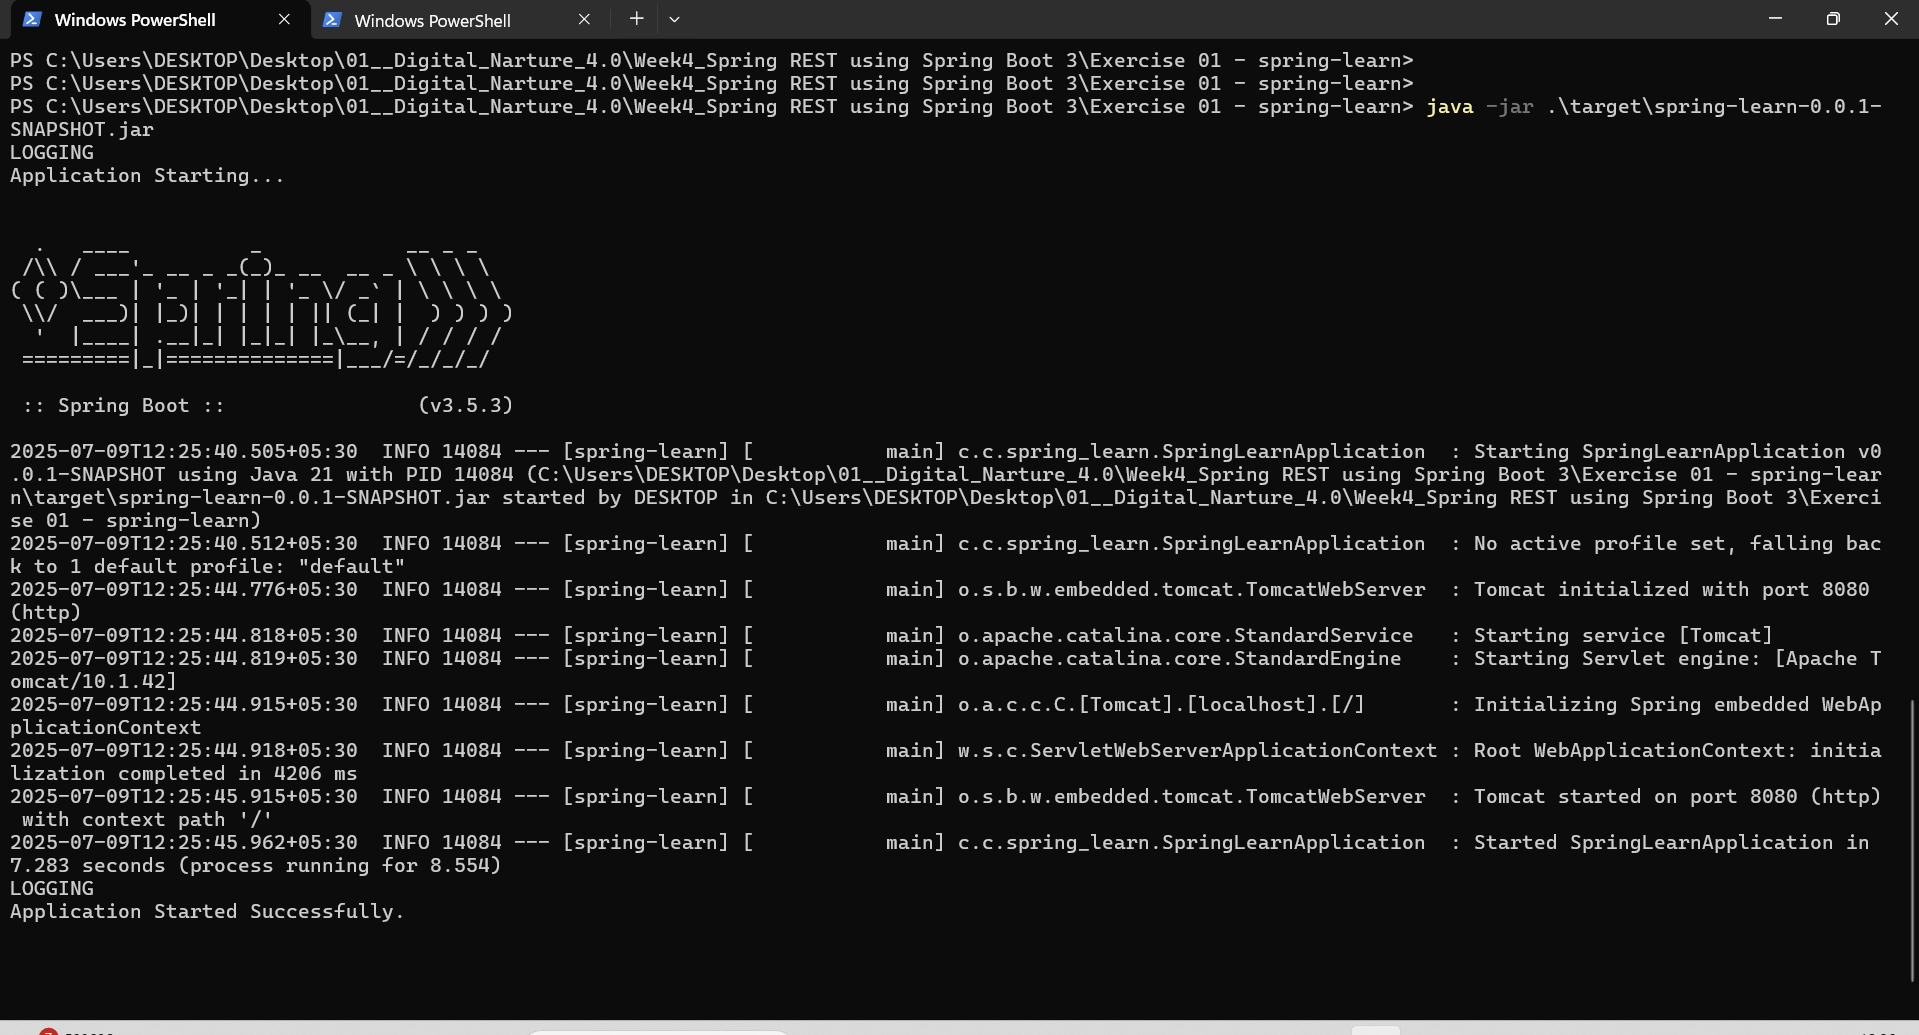 Windows PowerShell
Windows PowerShell
PS C:\Users\DESKTOP\Desktop\01__Digital_Narture_4.0\Week4_Spring REST using Spring Boot 3\Exercise 01 - spring-learn>
PS C:\Users\DESKTOP\Desktop\01__Digital_Narture_4.0\Week4_Spring REST using Spring Boot 3\Exercise 01 - spring-learn>
PS C:\Users\DESKTOP\Desktop\01__Digital_Narture_4.0\Week4_Spring REST using Spring Boot 3\Exercise 01 - spring-learn> java -jar .\target\spring-learn-0.0.1-
SNAPSHOT.jar
LOGGING
Application Starting...
  .   ____          _            __ _ _
 /\\ / ___'_ __ _ _(_)_ __  __ _ \ \ \ \
( ( )\___ | '_ | '_| | '_ \/ _` | \ \ \ \
 \\/  ___)| |_)| | | | | || (_| |  ) ) ) )
  '  |____| .__|_| |_|_| |_\__, | / / / /
 =========|_|==============|___/=/_/_/_/
 :: Spring Boot ::                (v3.5.3)
2025-07-09T12:25:40.505+05:30  INFO 14084 --- [spring-learn] [           main] c.c.spring_learn.SpringLearnApplication  : Starting SpringLearnApplication v0
.0.1-SNAPSHOT using Java 21 with PID 14084 (C:\Users\DESKTOP\Desktop\01__Digital_Narture_4.0\Week4_Spring REST using Spring Boot 3\Exercise 01 - spring-lear
n\target\spring-learn-0.0.1-SNAPSHOT.jar started by DESKTOP in C:\Users\DESKTOP\Desktop\01__Digital_Narture_4.0\Week4_Spring REST using Spring Boot 3\Exerci
se 01 - spring-learn)
2025-07-09T12:25:40.512+05:30  INFO 14084 --- [spring-learn] [           main] c.c.spring_learn.SpringLearnApplication  : No active profile set, falling bac
k to 1 default profile: "default"
2025-07-09T12:25:44.776+05:30  INFO 14084 --- [spring-learn] [           main] o.s.b.w.embedded.tomcat.TomcatWebServer  : Tomcat initialized with port 8080
(http)
2025-07-09T12:25:44.818+05:30  INFO 14084 --- [spring-learn] [           main] o.apache.catalina.core.StandardService   : Starting service [Tomcat]
2025-07-09T12:25:44.819+05:30  INFO 14084 --- [spring-learn] [           main] o.apache.catalina.core.StandardEngine    : Starting Servlet engine: [Apache T
omcat/10.1.42]
2025-07-09T12:25:44.915+05:30  INFO 14084 --- [spring-learn] [           main] o.a.c.c.C.[Tomcat].[localhost].[/]       : Initializing Spring embedded WebAp
plicationContext
2025-07-09T12:25:44.918+05:30  INFO 14084 --- [spring-learn] [           main] w.s.c.ServletWebServerApplicationContext : Root WebApplicationContext: initia
lization completed in 4206 ms
2025-07-09T12:25:45.915+05:30  INFO 14084 --- [spring-learn] [           main] o.s.b.w.embedded.tomcat.TomcatWebServer  : Tomcat started on port 8080 (http)
 with context path '/'
2025-07-09T12:25:45.962+05:30  INFO 14084 --- [spring-learn] [           main] c.c.spring_learn.SpringLearnApplication  : Started SpringLearnApplication in
7.283 seconds (process running for 8.554)
LOGGING
Application Started Successfully.